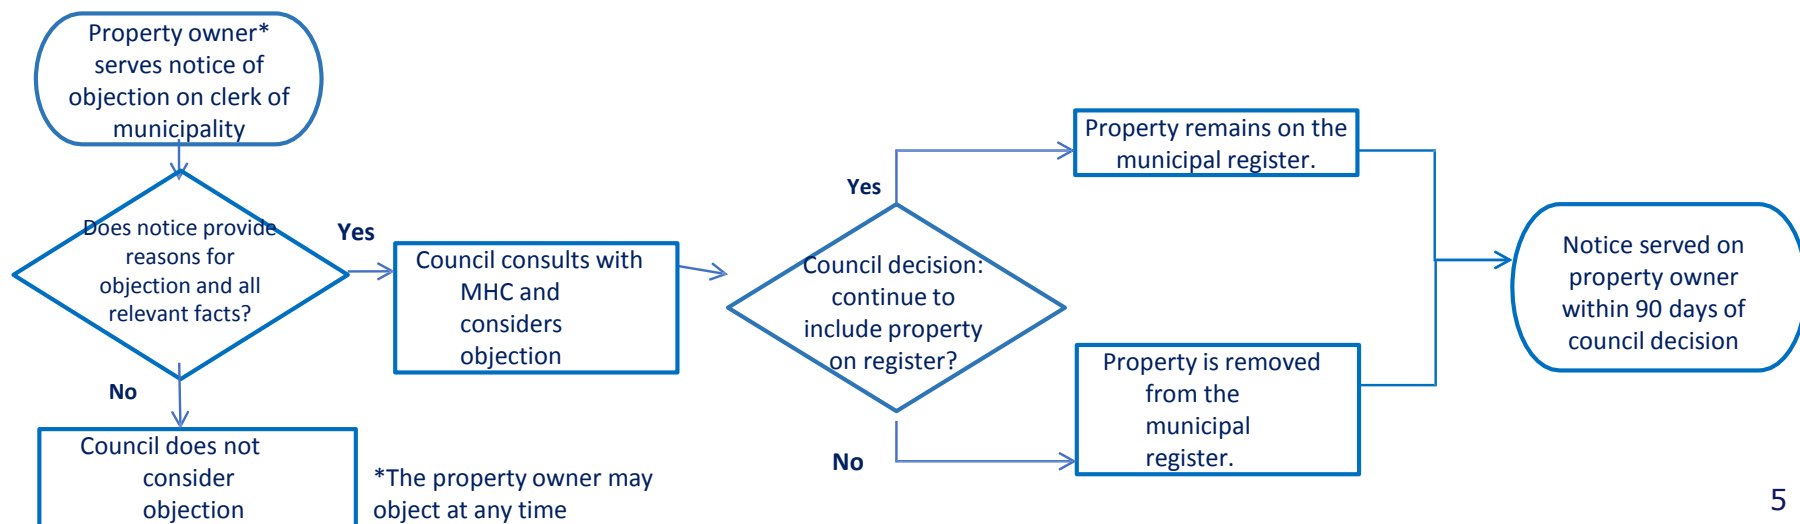 Property owner*
serves notice of
objection on clerk of
municipality
Does notice provide
reasons for
objection and all
relevant facts?
Yes
No
Council does not
consider
objection
*The property owner may
object at any time
Council consults with
MHC and
considers
objection
Council decision:
continue to
include property
on register?
Yes
No
Property remains on the
municipal register.
Property is removed
from the
municipal
register.
Notice served on
property owner
within 90 days of
council decision
5